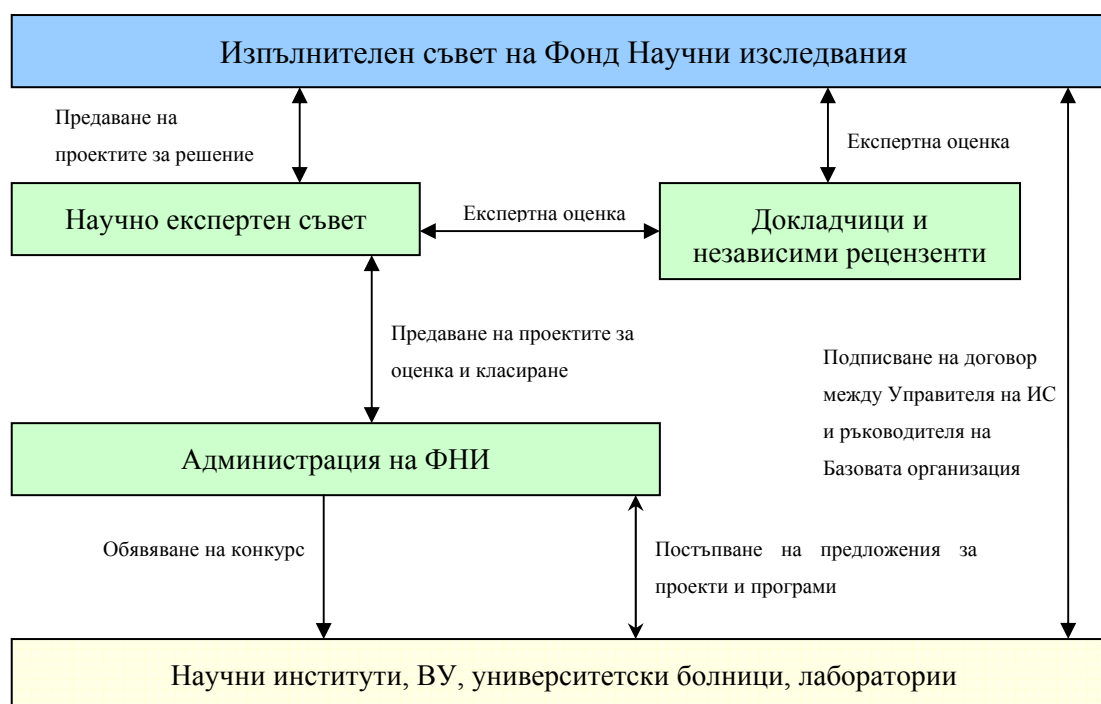 Изпълнителен съвет на Фонд Научни изследвания
Предаване на
проектите за решение
Експертна оценка
Научно експертен съвет
Експертна оценка
Докладчици и
независими рецензенти
Предаване на проектите за
оценка и класиране
Подписване на договор
между Управителя на ИС
и ръководителя на
Базовата организация
Администрация на ФНИ
Обявяване на конкурс
Постъпване на предложения за
проекти и програми
Научни институти, ВУ, университетски болници, лаборатории